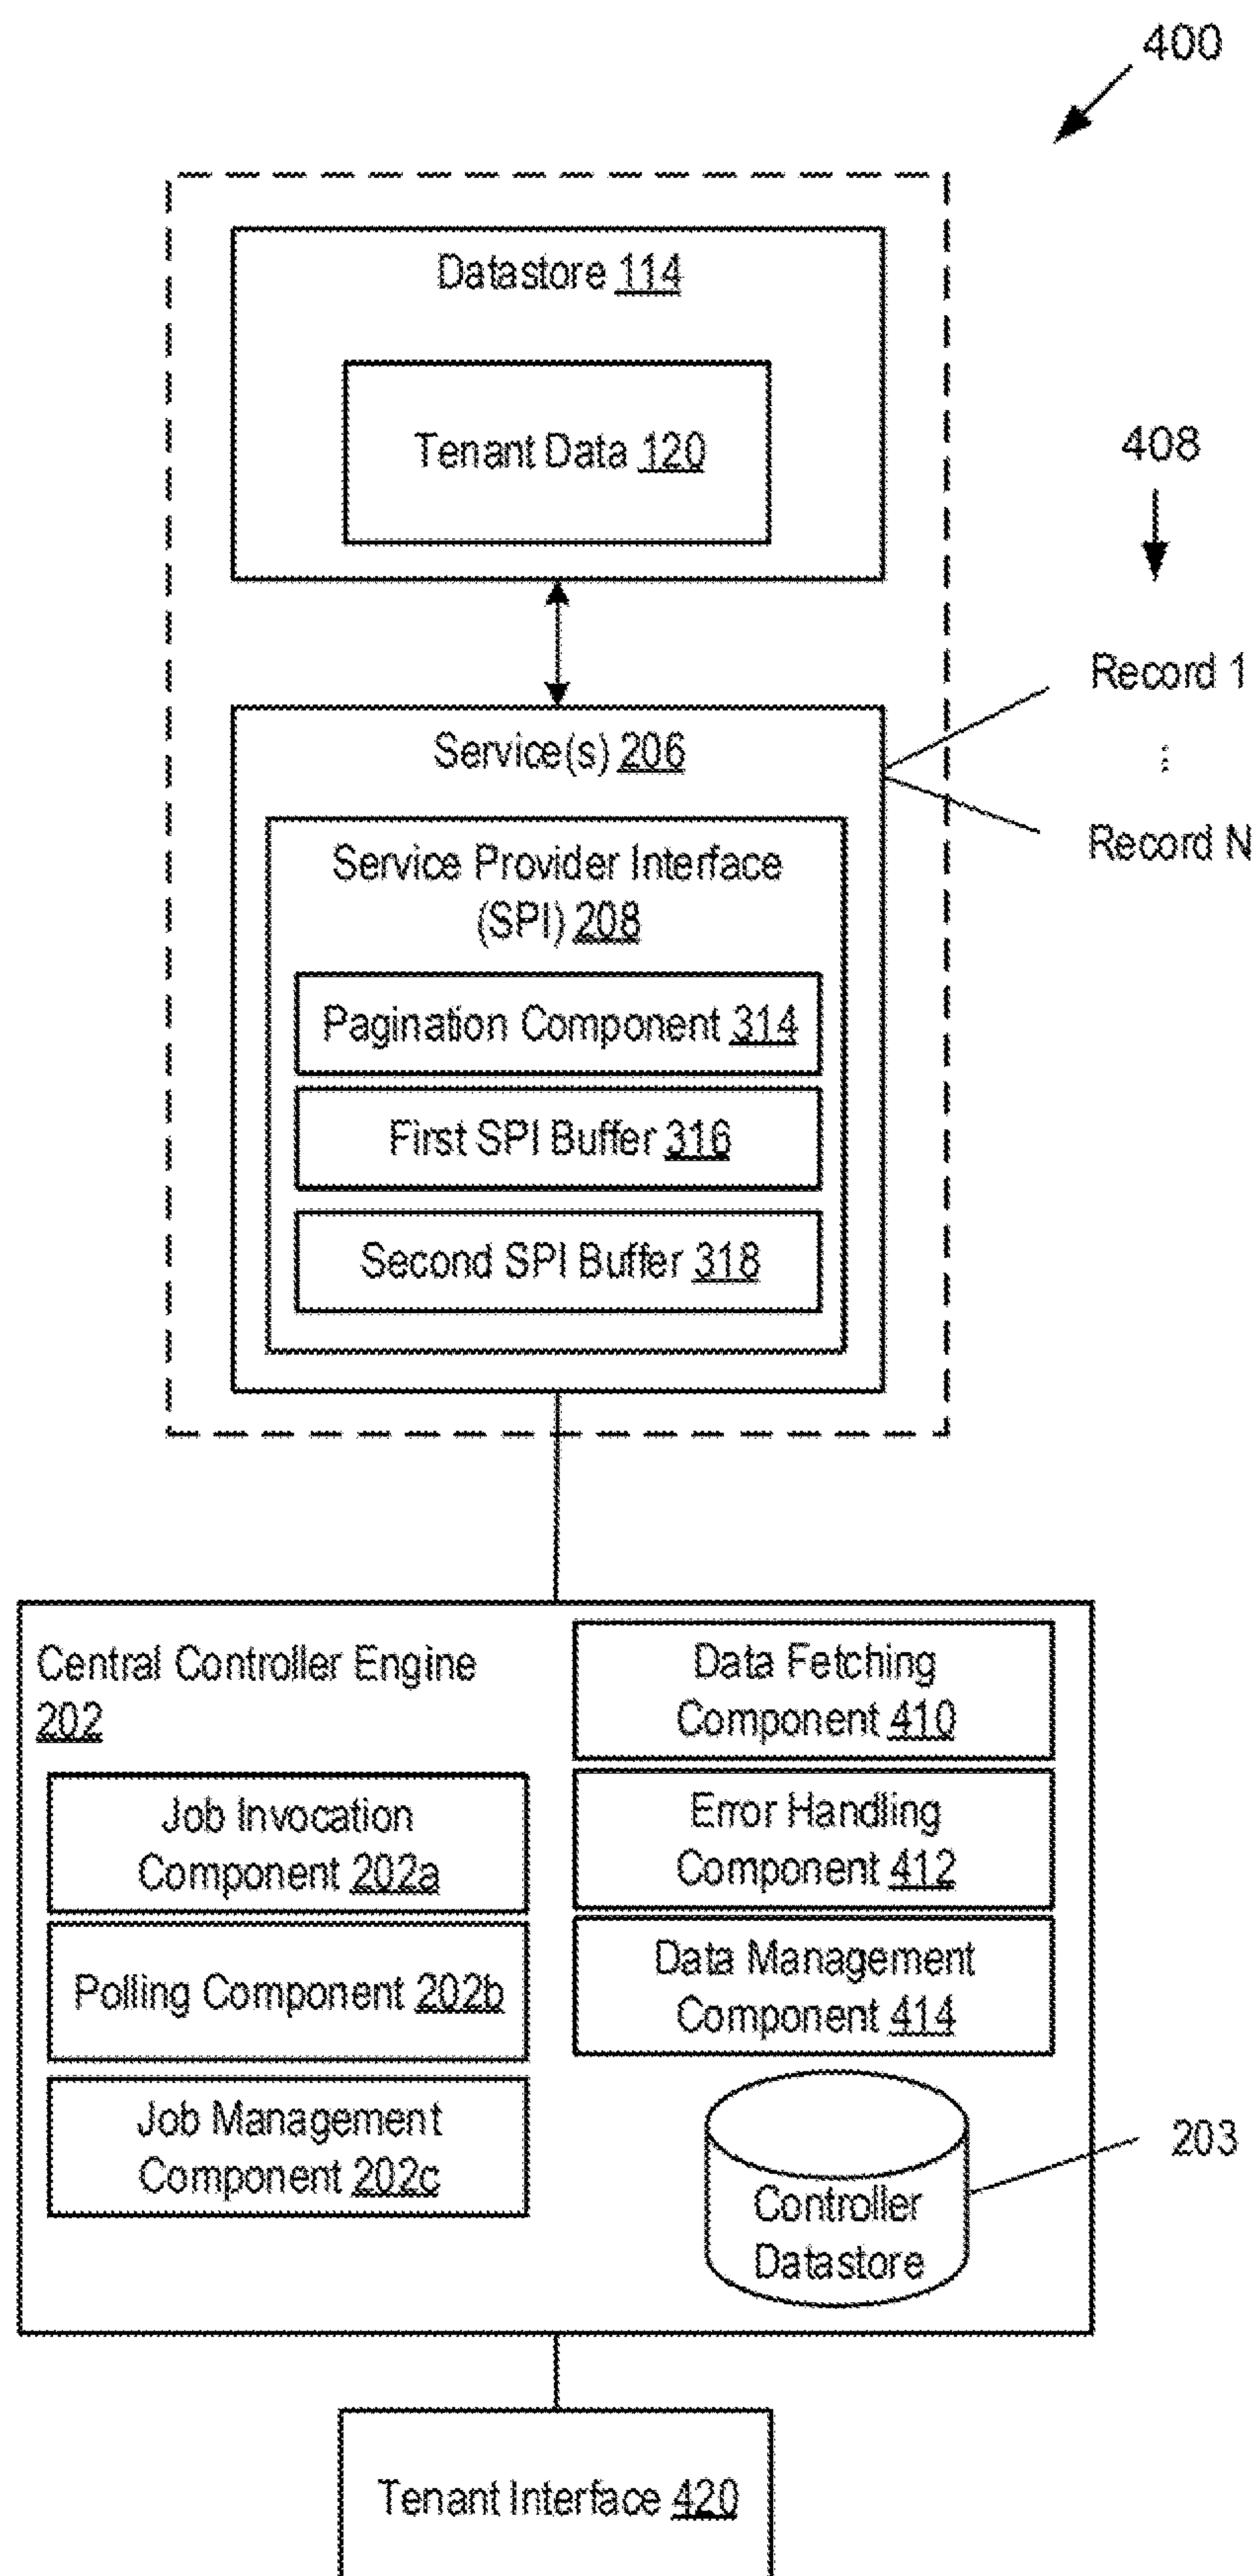 400
Datastore 114
Tenant Data 120
408
Record 1
⋮
Record N
Service(s) 206
Service Provider Interface
(SPI) 208
Pagination Component 314
First SPI Buffer 316
Second SPI Buffer 318
Central Controller Engine
202
Job Invocation
Component 202a
Polling Component 202b
Job Management
Component 202c
Data Fetching
Component 410
Error Handling
Component 412
Data Management
Component 414
Controller
Datastore
203
Tenant Interface 420